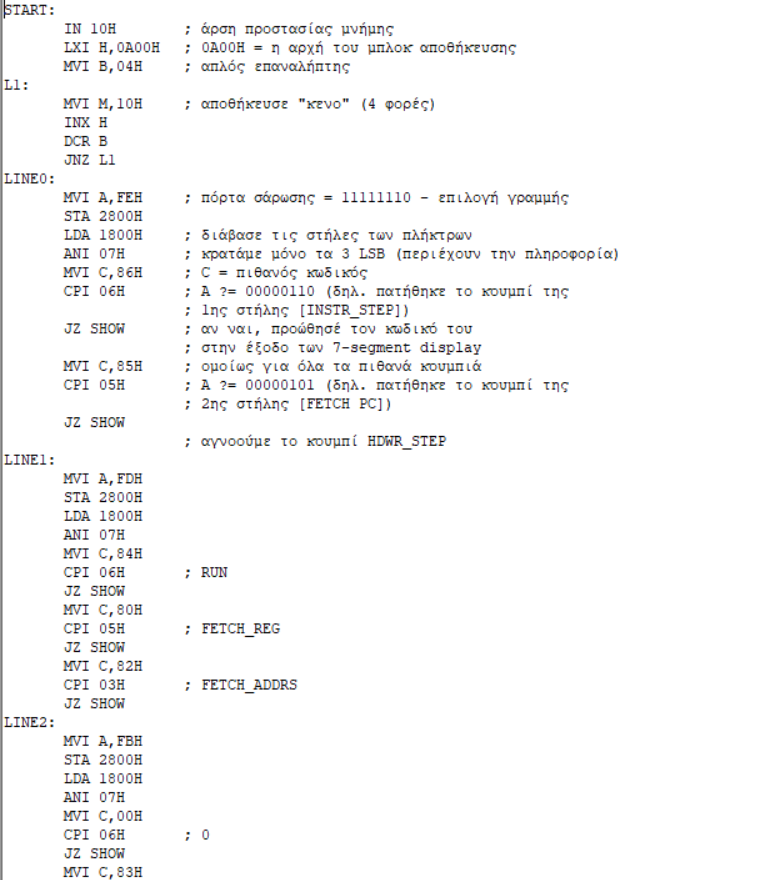 START:
IN 10H ; άρση προστασίας μνήμης
LXI H,0A00H ; 0A00H = η αρχή του μπλοκ αποθήκευσης
MVI B,04H ; απλός επαναλήπτης
L1:
MVI M,10H ; αποθήκευσε "κενο" (4 φορές)
INX H
DCR B
JNZ L1
LINE0:
MVI A,FEH ; πόρτα σάρωσης = 11111110 - επιλογή γραμμής
STA 2800H
LDA 1800H ; διάβασε τις στήλες των πλήκτρων
ANI 07H ; κρατάμε μόνο τα 3 LSB (περιέχουν την πληροφορία)
MVI C,86H ; C = πιθανός κωδικός
CPI 06H ; A ?= 00000110 (δηλ. πατήθηκε το κουμπί της
; 1ης στήλης [INSTR_STEP])
JZ SHOW ; αν ναι, προώθησέ τον κωδικό του
; στην έξοδο των 7-segment display
MVI C,85H ; ομοίως για όλα τα πιθανά κουμπιά
CPI 05H ; A ?= 00000101 (δηλ. πατήθηκε το κουμπί της
; 2ης στήλης [FETCH PC])
JZ SHOW
; αγνοούμε το κουμπί HDWR_STEP
LINE1:
MVI A,FDH
STA 2800H
LDA 1800H
ANI 07H
MVI C,84H
CPI 06H ; RUN
JZ SHOW
MVI C,80H
CPI 05H ; FETCH_REG
JZ SHOW
MVI C,82H
CPI 03H ; FETCH_ADDRS
JZ SHOW
LINE2:
MVI A,FBH
STA 2800H
LDA 1800H
ANI 07H
MVI C,00H
CPI 06H ; 0
JZ SHOW
MVI C,83H